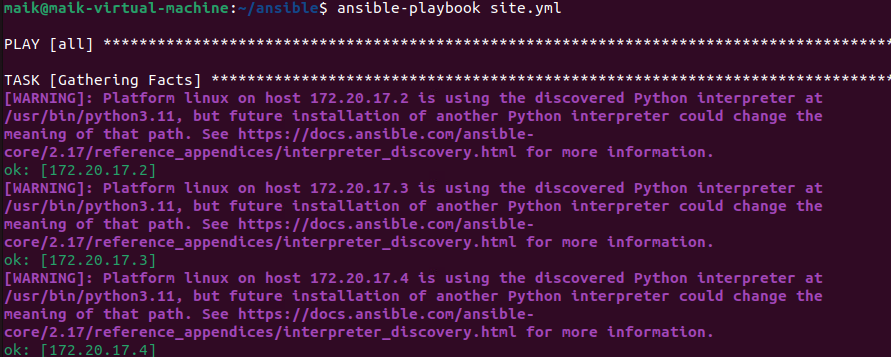 maik@maik-virtual-machine:~/ansible$ ansible-playbook site.yml
PLAY [all] ****************************************************************************************
TASK [Gathering Facts] ****************************************************************************
[WARNING]: Platform linux on host 172.20.17.2 is using the discovered Python interpreter at
/usr/bin/python3.11, but future installation of another Python interpreter could change the
meaning of that path. See https://docs.ansible.com/ansible-
core/2.17/reference_appendices/interpreter_discovery.html for more information.
ok: [172.20.17.2]
[WARNING]: Platform linux on host 172.20.17.3 is using the discovered Python interpreter at
/usr/bin/python3.11, but future installation of another Python interpreter could change the
meaning of that path. See https://docs.ansible.com/ansible-
core/2.17/reference_appendices/interpreter_discovery.html for more information.
ok: [172.20.17.3]
[WARNING]: Platform linux on host 172.20.17.4 is using the discovered Python interpreter at
/usr/bin/python3.11, but future installation of another Python interpreter could change the
meaning of that path. See https://docs.ansible.com/ansible-
core/2.17/reference_appendices/interpreter_discovery.html for more information.
ok: [172.20.17.4]